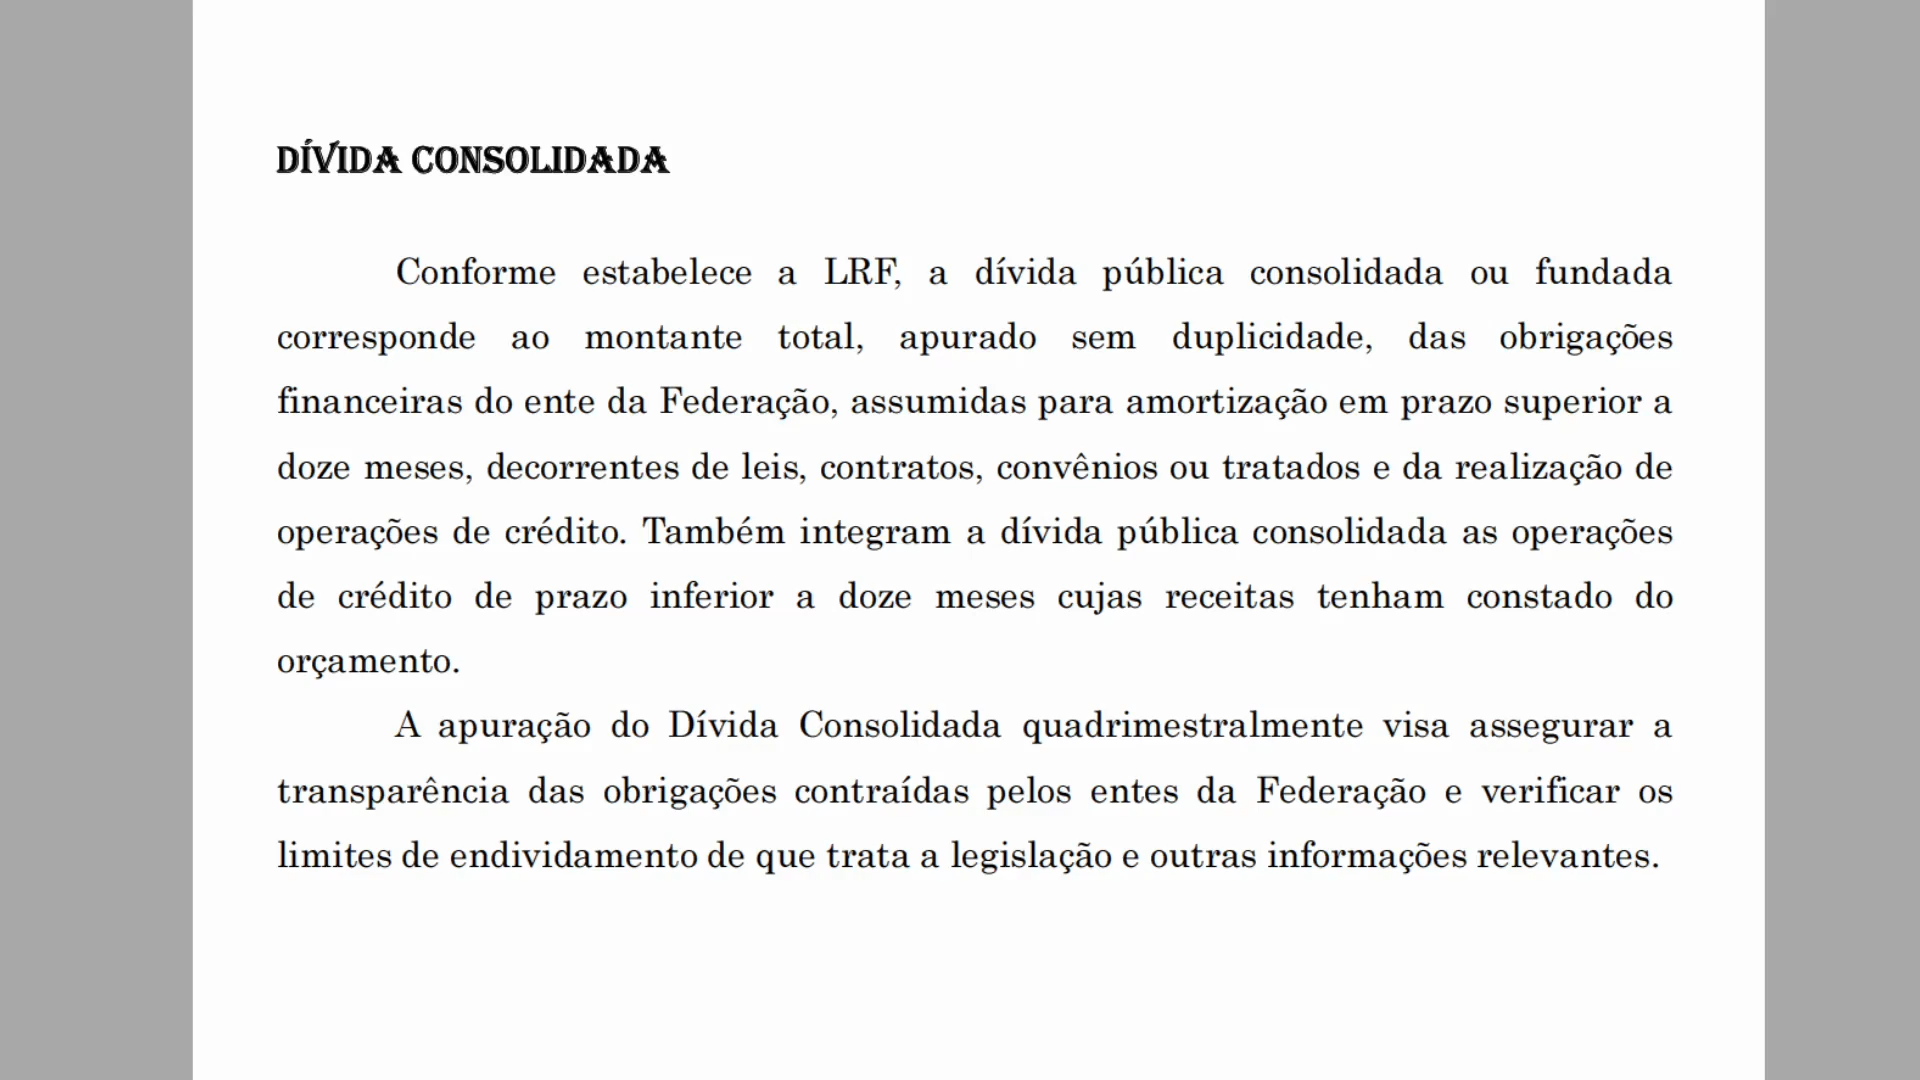 DÍVIDA CONSOLIDADA
Conforme estabelece a LRF, a dívida pública consolidada ou fundada
corresponde ao montante total, apurado sem duplicidade, das obrigações
financeiras do ente da Federação, assumidas para amortização em prazo superior a
doze meses, decorrentes de leis, contratos, convênios ou tratados e da realização de
operações de crédito. Também integram a dívida pública consolidada as operações
de crédito de prazo inferior a doze meses cujas receitas tenham constado do
orçamento.
A apuração do Dívida Consolidada quadrimestralmente visa assegurar a
transparência das obrigações contraídas pelos entes da Federação e verificar os
limites de endividamento de que trata a legislação e outras informações relevantes.